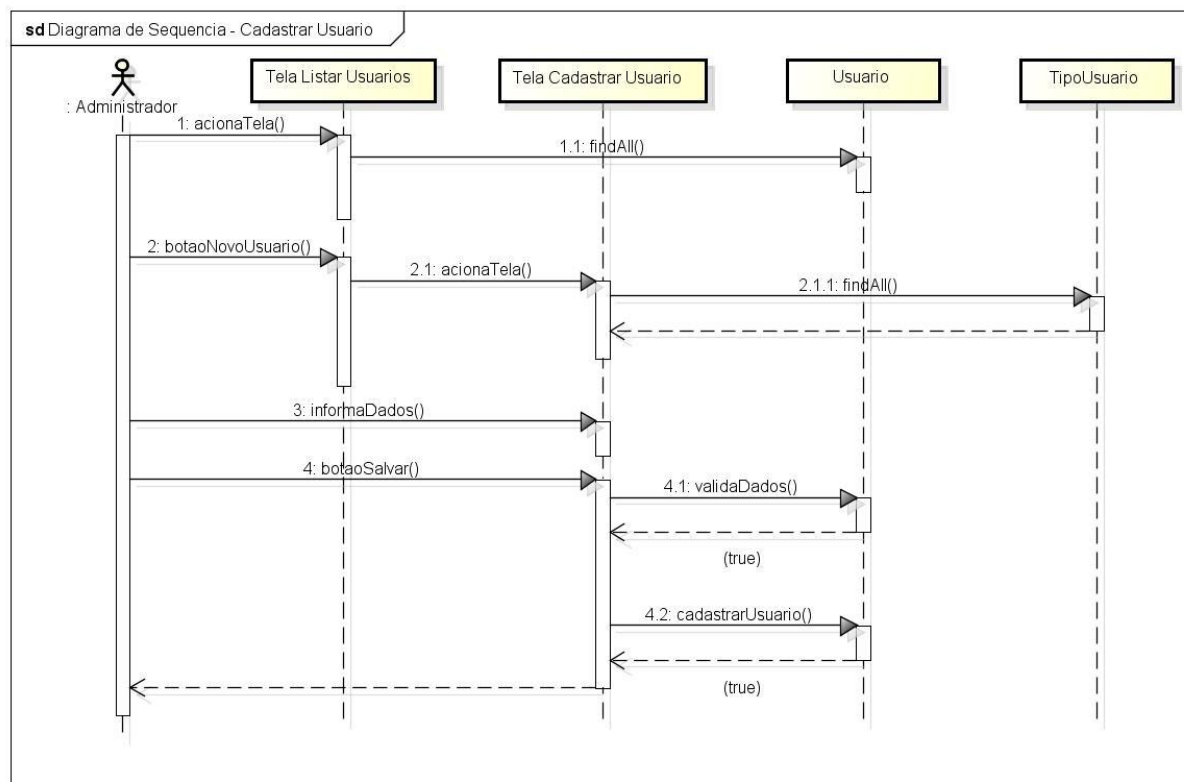 sd Diagrama de Sequencia - Cadastrar Usuario
: Administrador
Tela Listar Usuarios
Tela Cadastrar Usuario
Usuario
TipoUsuario
1: acionaTela()
1.1: findAll()
2: botaoNovoUsuario()
2.1: acionaTela()
2.1.1: findAll()
3: informaDados()
4: botaoSalvar()
4.1: validaDados()
(true)
4.2: cadastrarUsuario()
(true)